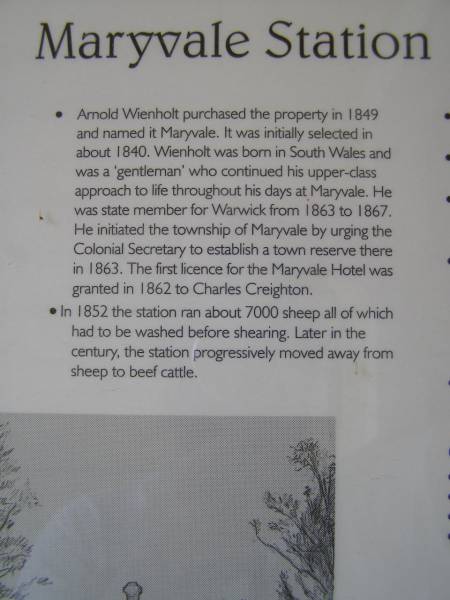 Maryvale Station
• Arnold Wienholt purchased the property in 1849
and named it Maryvale. It was initially selected in
about 1840. Wienholt was born in South Wales and
was a ‘gentleman’ who continued his upper-class
approach to life throughout his days at Maryvale. He
was state member for Warwick from 1863 to 1867.
He initiated the township of Maryvale by urging the
Colonial Secretary to establish a town reserve there
in 1863. The first licence for the Maryvale Hotel was
granted in 1862 to Charles Creighton.
• In 1852 the station ran about 7000 sheep all of which
had to be washed before shearing. Later in the
century, the station progressively moved away from
sheep to beef cattle.